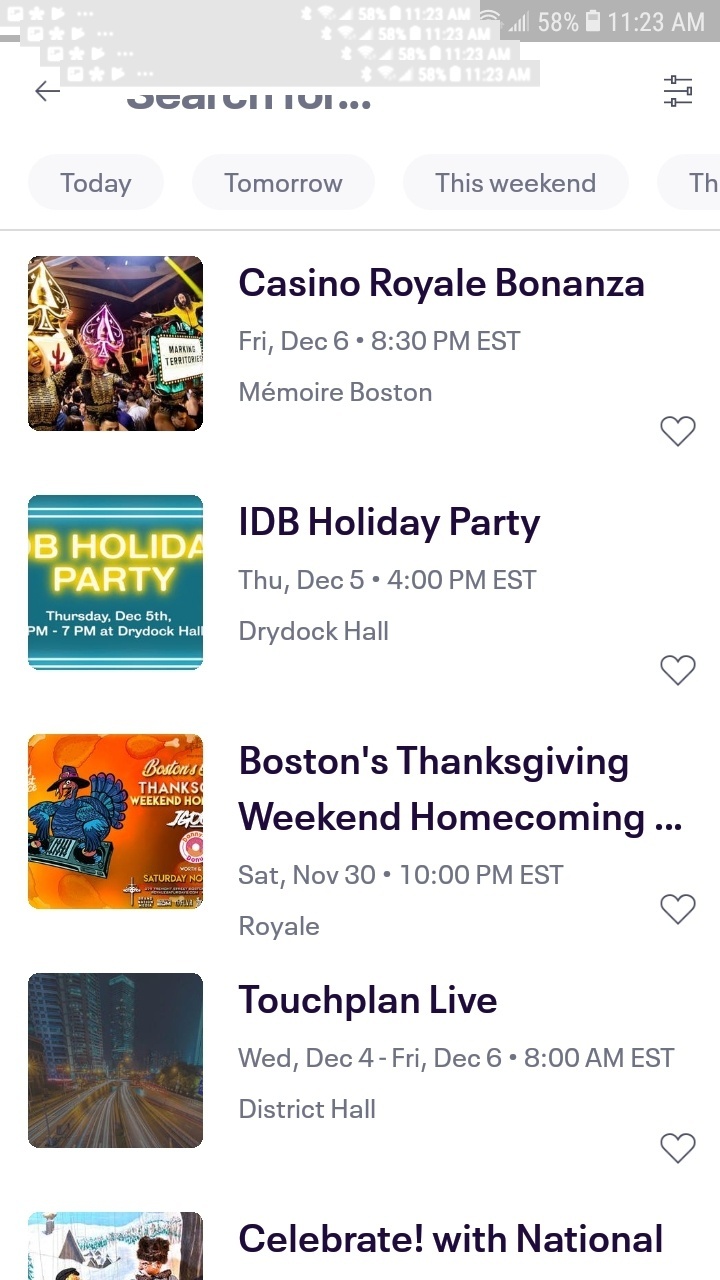 58% 11:23 AM
58% 11:23 AM
58% 11:23 AM
58% 11:23 AM
58% 11:23 AM
Search for...
Today
Tomorrow
This weekend
Th
MARKING
TERRITORIES
Casino Royale Bonanza
Fri, Dec 6 • 8:30 PM EST
Mémoire Boston
DB HOLIDA
PARTY
Thursday, Dec 5th,
PM - 7 PM at Drydock Hall
IDB Holiday Party
Thu, Dec 5 • 4:00 PM EST
Drydock Hall
Boston's
THANKS
WEEKEND HO
SATURDAY NO
Boston's Thanksgiving
Weekend Homecoming ...
Sat, Nov 30 • 10:00 PM EST
Royale
Touchplan Live
Wed, Dec 4 - Fri, Dec 6 • 8:00 AM EST
District Hall
Celebrate! with National